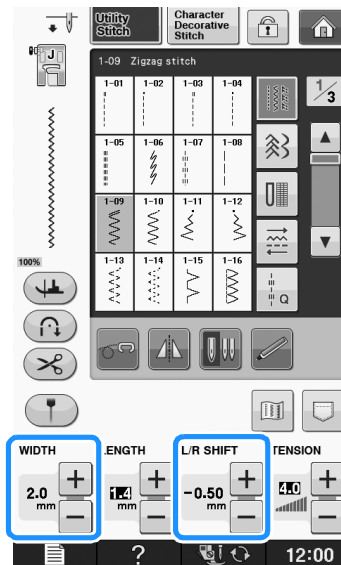 Utility
Stitch
Character
Decorative
Stitch
J
1-09 Zigzag stitch
1/3
1-01 1-02 1-03 1-04
1-05 1-06 1-07 1-08
1-09 1-10 1-11 1-12
1-13 1-14 1-15 1-16
Q
100%
WIDTH
LENGTH
L/R SHIFT
TENSION
2.0
mm
1.4
mm
-0.50
mm
4.0
+
−
+
−
+
−
+
−
?
12:00